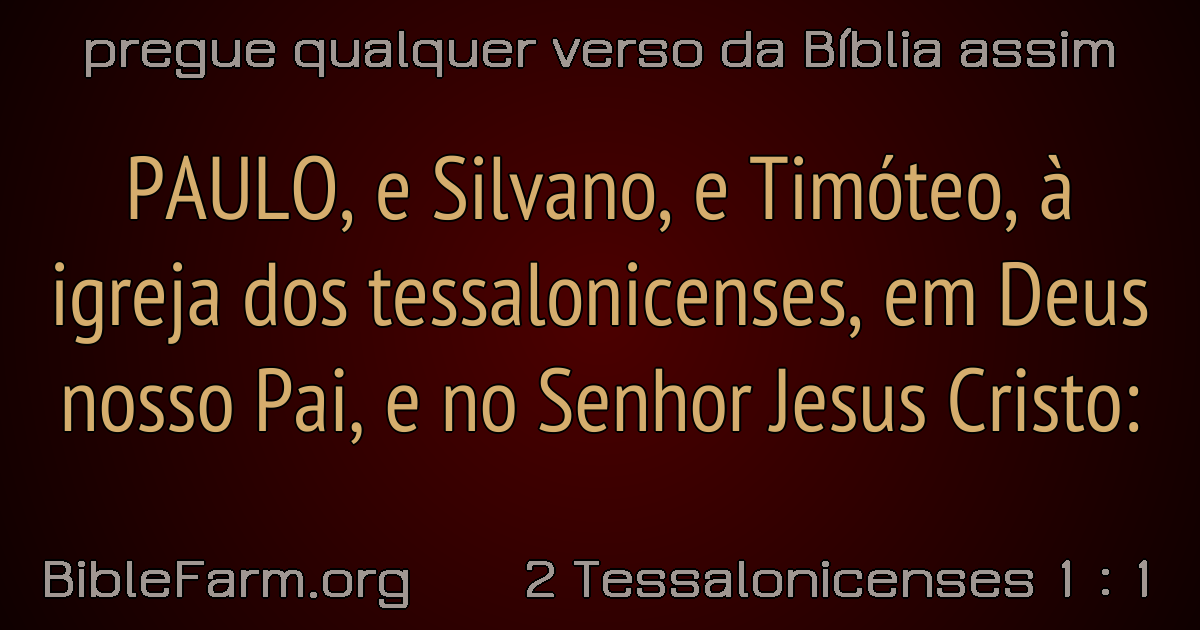 pregue qualquer verso da Bíblia assim
PAULO, e Silvano, e Timóteo, à
igreja dos tessalonicenses, em Deus
nosso Pai, e no Senhor Jesus Cristo:
BibleFarm.org 2 Tessalonicenses 1 : 1